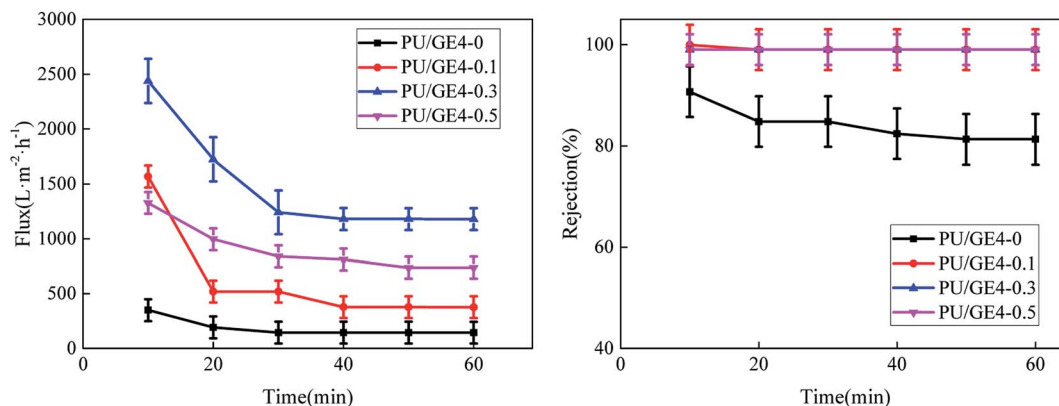 3000
2500
2000
1500
1000
500
0
0
20
40
60
Flux(L·m⁻²·h⁻¹)
Time(min)
PU/GE4-0
PU/GE4-0.1
PU/GE4-0.3
PU/GE4-0.5
100
80
60
40
0
20
40
60
Rejection(%)
Time(min)
PU/GE4-0
PU/GE4-0.1
PU/GE4-0.3
PU/GE4-0.5